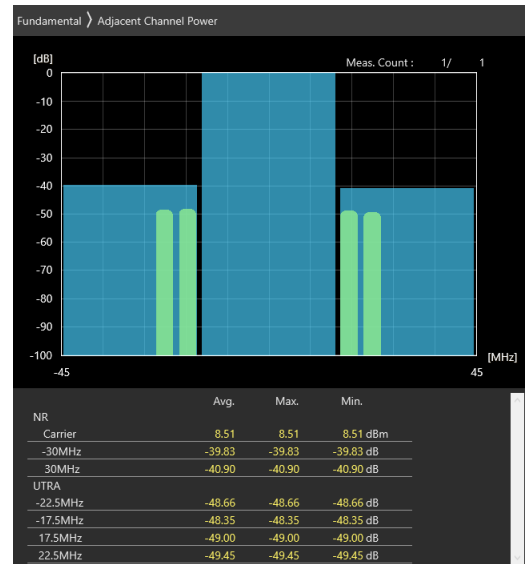 Fundamental 〉 Adjacent Channel Power
[dB]
Meas. Count : 1/ 1
0
-10
-20
-30
-40
-50
-60
-70
-80
-90
-100
[MHz]
-45 45
Avg. Max. Min.
NR
Carrier 8.51 8.51 8.51 dBm
-30MHz -39.83 -39.83 -39.83 dB
30MHz -40.90 -40.90 -40.90 dB
UTRA
-22.5MHz -48.66 -48.66 -48.66 dB
-17.5MHz -48.35 -48.35 -48.35 dB
17.5MHz -49.00 -49.00 -49.00 dB
22.5MHz -49.45 -49.45 -49.45 dB